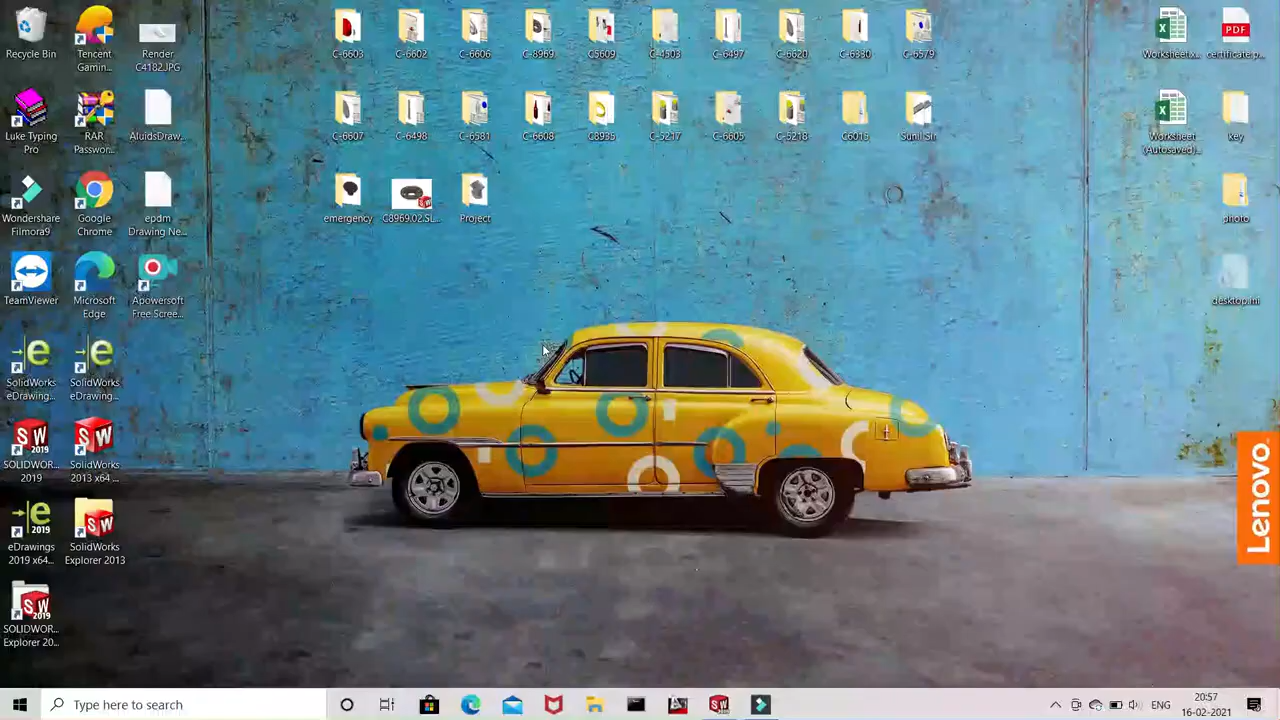 Recycle Bin
Tencent Gamin...
Render C4182.JPG
C-6603
C-6602
C-6606
C-8969
C5609
C-4503
C-6497
C-6620
C-6330
C-6579
Worksheet.x...
PDF
certificate.p...
Luke Typing Pro
RAR Passwor...
AluidsDraw...
C-6607
C-6498
C-6581
C-6608
C8935
C-5217
C-6605
C-5218
C6015
Sunil Sir
Worksheet (Autosaved)...
key
Wondershare Filmora9
Google Chrome
epdm Drawing Ne...
emergency
C8969.02.SL...
Project
photo
TeamViewer
Microsoft Edge
Apowersoft Free Scree...
desktop.ini
SolidWorks eDrawing...
SolidWorks eDrawing...
SOLIDWOR... 2019
SolidWorks 2013 x64 ...
eDrawings 2019 x64...
SolidWorks Explorer 2013
SOLIDWOR... Explorer 20...
Lenovo
Type here to search
ENG
20:57
16-02-2021